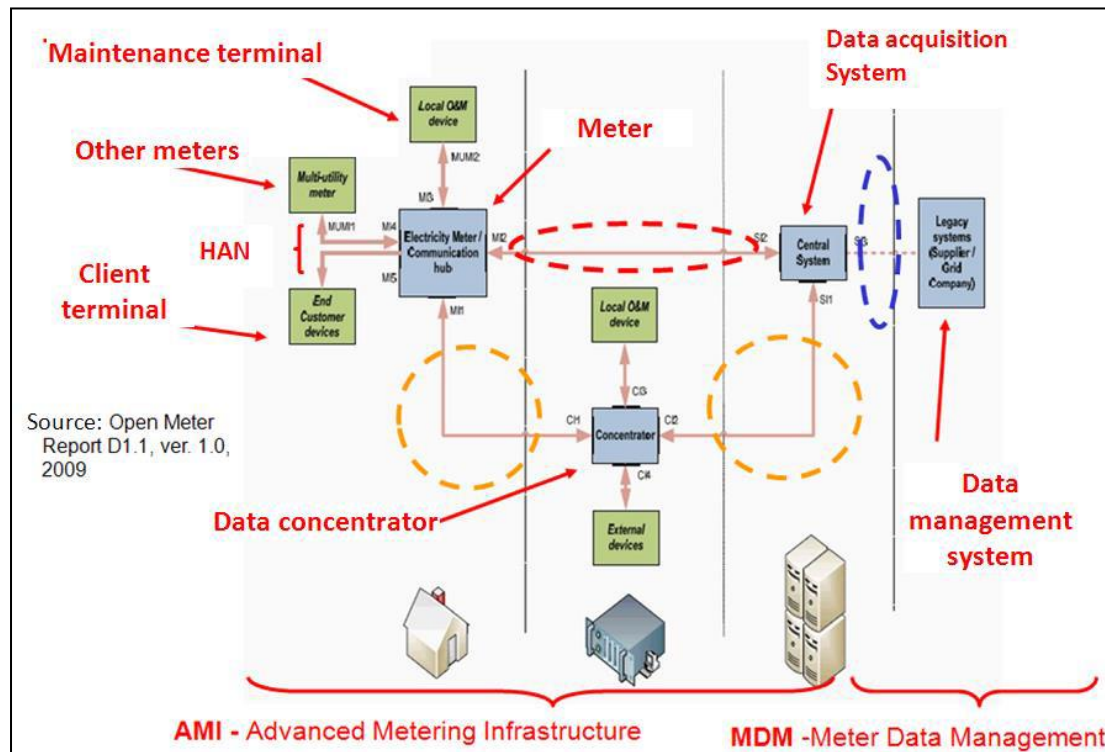 Maintenance terminal
Data acquisition
System
Local O&M
device
Meter
Other meters
MUMI2
MI3
Multi-utility
meter
MUMI1
MI4
HAN
Electricity Meter /
Communication
hub
MI2
SI2
Central
System
SI3
Legacy
systems
(Supplier /
Grid
Company)
Client
terminal
MI5
End
Customer
devices
MI1
SI1
Local O&M
device
CI3
Source: Open Meter
Report D1.1, ver. 1.0,
2009
CI1
Concentrator
CI2
CI4
Data concentrator
External
devices
Data
management
system
AMI - Advanced Metering Infrastructure
MDM -Meter Data Management